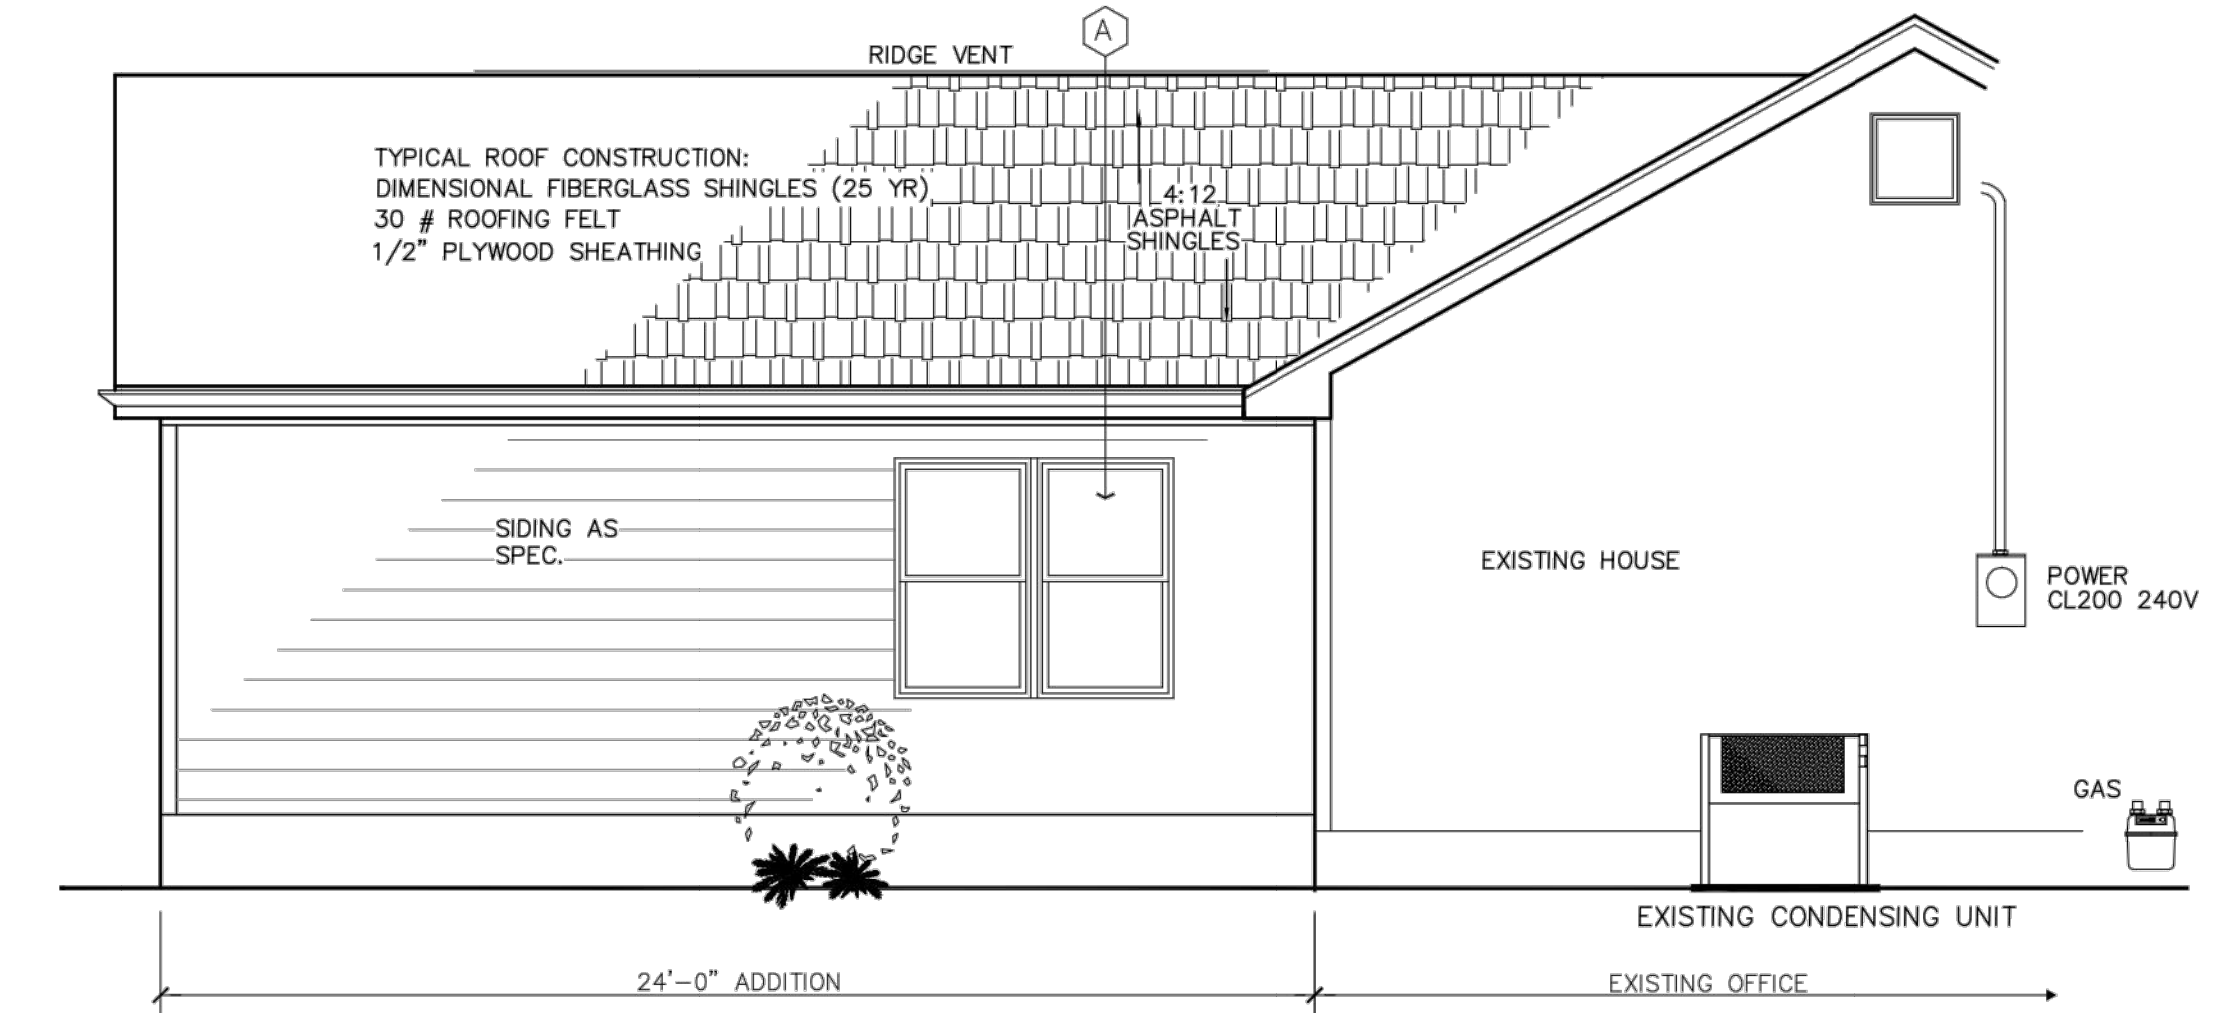 A
RIDGE VENT
TYPICAL ROOF CONSTRUCTION:
DIMENSIONAL FIBERGLASS SHINGLES (25 YR)
30 # ROOFING FELT
1/2" PLYWOOD SHEATHING
4:12
ASPHALT
SHINGLES
SIDING AS
SPEC.
EXISTING HOUSE
POWER
CL200 240V
GAS
EXISTING CONDENSING UNIT
24'-0" ADDITION
EXISTING OFFICE